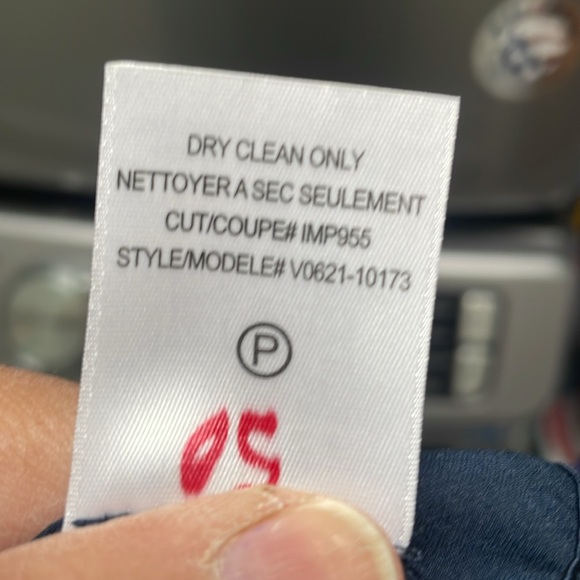 DRY CLEAN ONLY
NETTOYER A SEC SEULEMENT
CUT/COUPE# IMP955
STYLE/MODELE# V0621-10173
P